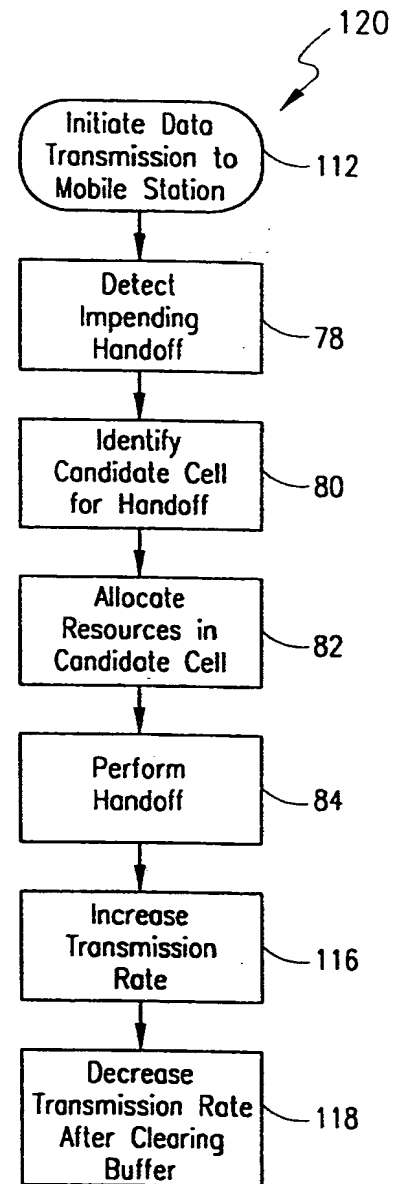 120
Initiate Data
Transmission to
Mobile Station
112
Detect
Impending
Handoff
78
Identify
Candidate Cell
for Handoff
80
Allocate
Resources in
Candidate Cell
82
Perform
Handoff
84
Increase
Transmission
Rate
116
Decrease
Transmission Rate
After Clearing
Buffer
118